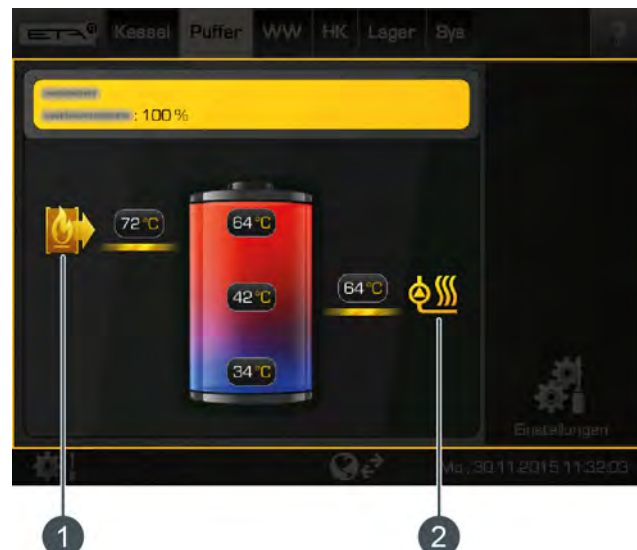 ETA Kessel Puffer WW HK Lager Sys ?
: 100 %
72 °C
64 °C
42 °C
64 °C
34 °C
Einstellungen
Mo, 30.11.2015 11:32:03
1
2